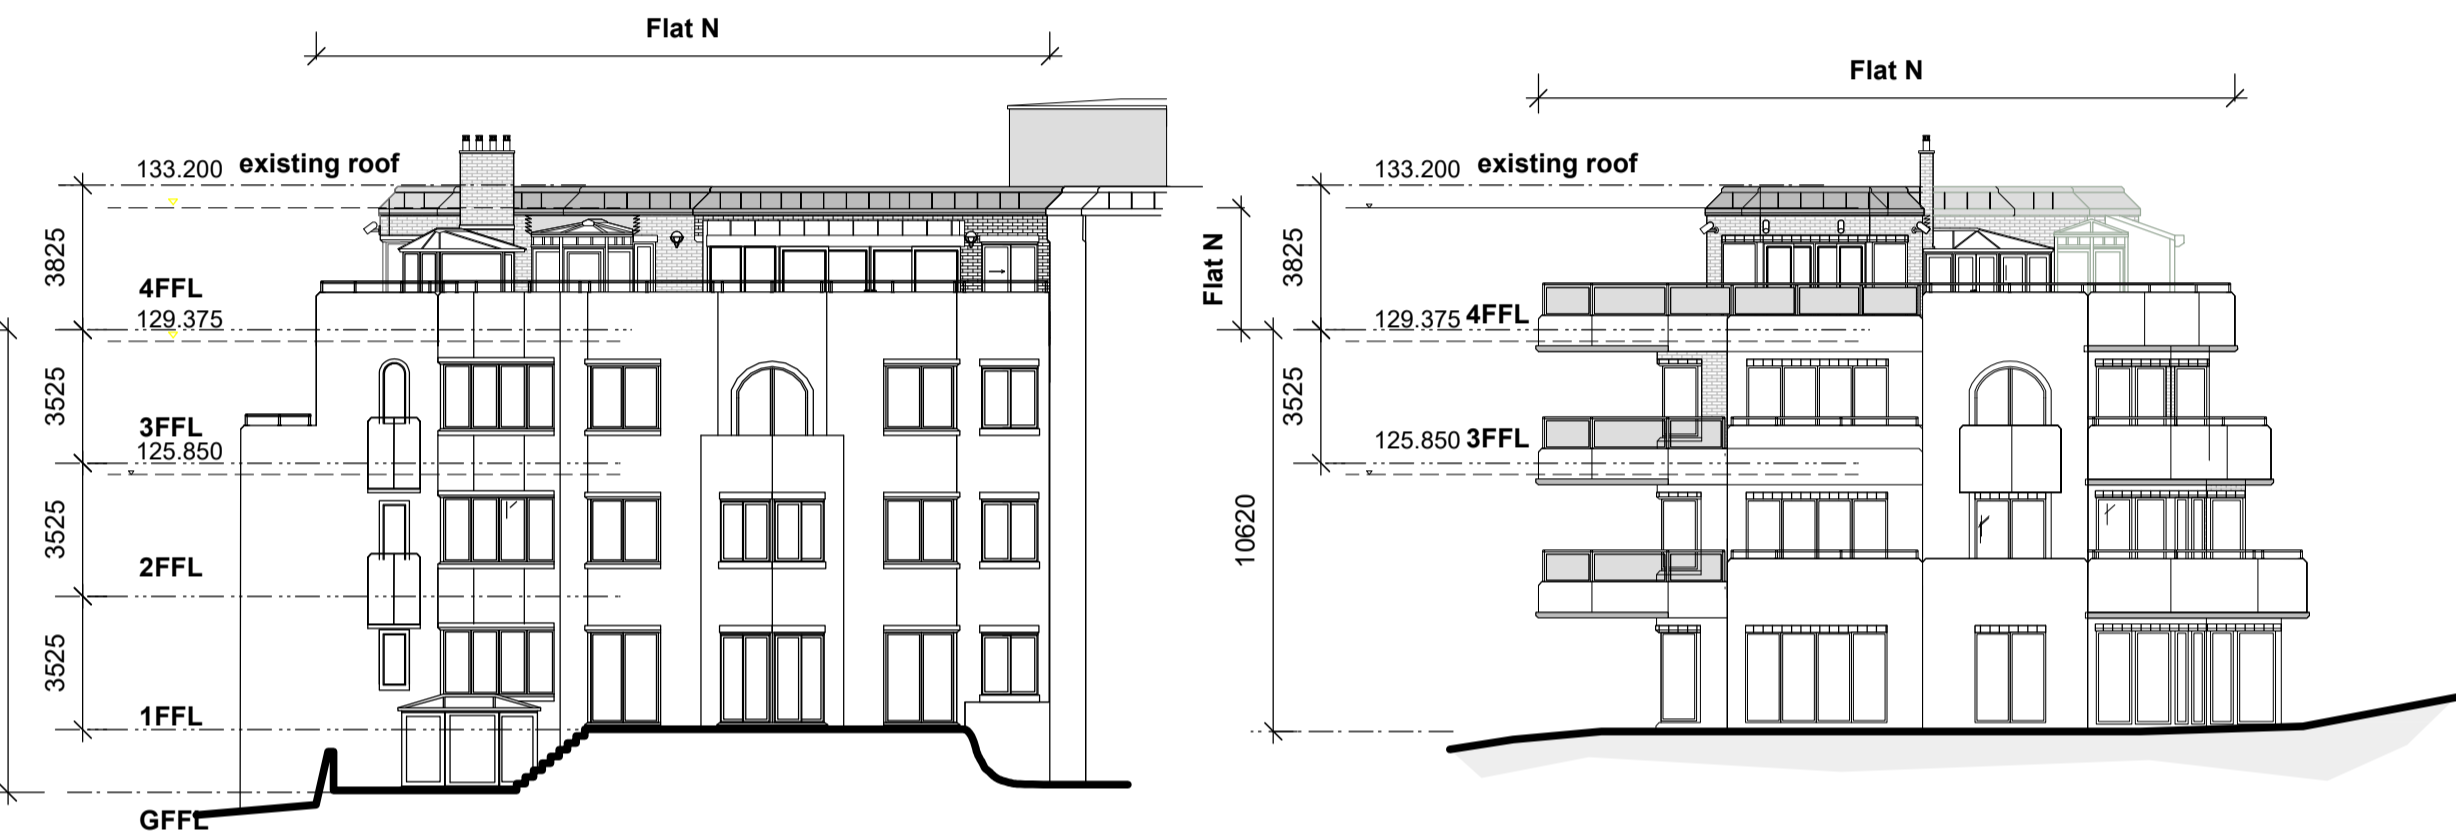 Flat N
133.200 existing roof
3825
4FFL
129.375
3525
3FFL
125.850
3525
2FFL
3525
1FFL
GFFL
Flat N
Flat N
133.200 existing roof
3825
129.375 4FFL
3525
125.850 3FFL
10620